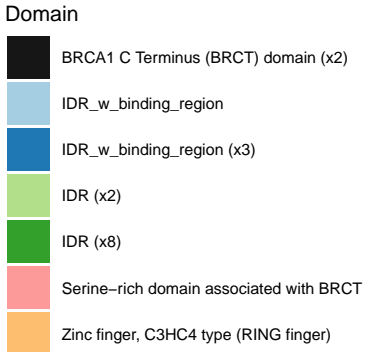 Domain
BRCA1 C Terminus (BRCT) domain (x2)
IDR_w_binding_region
IDR_w_binding_region (x3)
IDR (x2)
IDR (x8)
Serine−rich domain associated with BRCT
Zinc finger, C3HC4 type (RING finger)